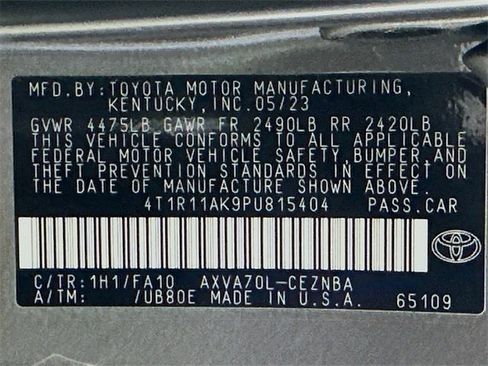 MFD.BY:TOYOTA MOTOR MANUFACTURING,
KENTUCKY, INC.05/23
GVWR 4475LB GAWR FR 2490LB RR 2420LB
THIS VEHICLE CONFORMS TO ALL APPLICABLE
FEDERAL MOTOR VEHICLE SAFETY,BUMPER,AND
THEFT PREVENTION STANDARDS IN EFFECT ON
THE DATE OF MANUFACTURE SHOWN ABOVE.
4T1R11AK9PU815404 PASS.CAR
C/TR:1H1/FA10 AXVA70L-CEZNBA
A/TM: /UB80E MADE IN U.S.A. 65109